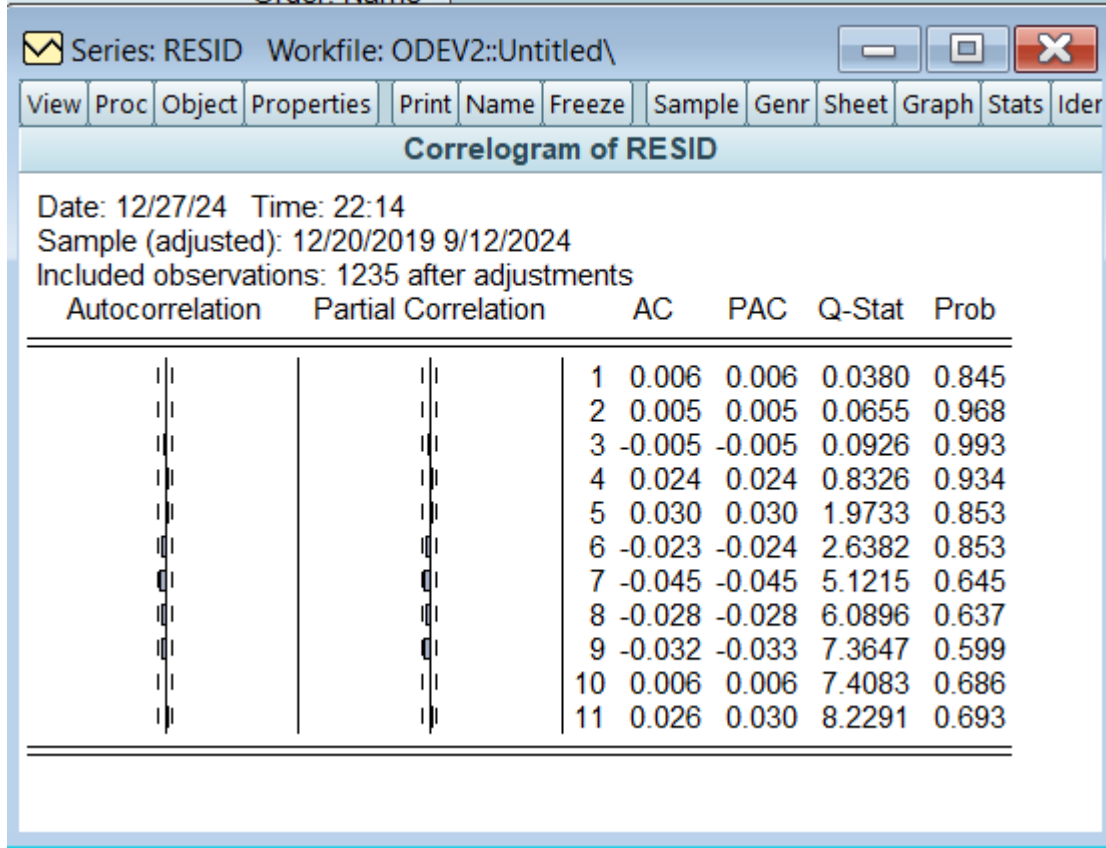 Order: Name
Series: RESID Workfile: ODEV2::Untitled\
View Proc Object Properties Print Name Freeze Sample Genr Sheet Graph Stats Iden
Correlogram of RESID
Date: 12/27/24 Time: 22:14
Sample (adjusted): 12/20/2019 9/12/2024
Included observations: 1235 after adjustments
Autocorrelation Partial Correlation AC PAC Q-Stat Prob
1 0.006 0.006 0.0380 0.845
2 0.005 0.005 0.0655 0.968
3 -0.005 -0.005 0.0926 0.993
4 0.024 0.024 0.8326 0.934
5 0.030 0.030 1.9733 0.853
6 -0.023 -0.024 2.6382 0.853
7 -0.045 -0.045 5.1215 0.645
8 -0.028 -0.028 6.0896 0.637
9 -0.032 -0.033 7.3647 0.599
10 0.006 0.006 7.4083 0.686
11 0.026 0.030 8.2291 0.693